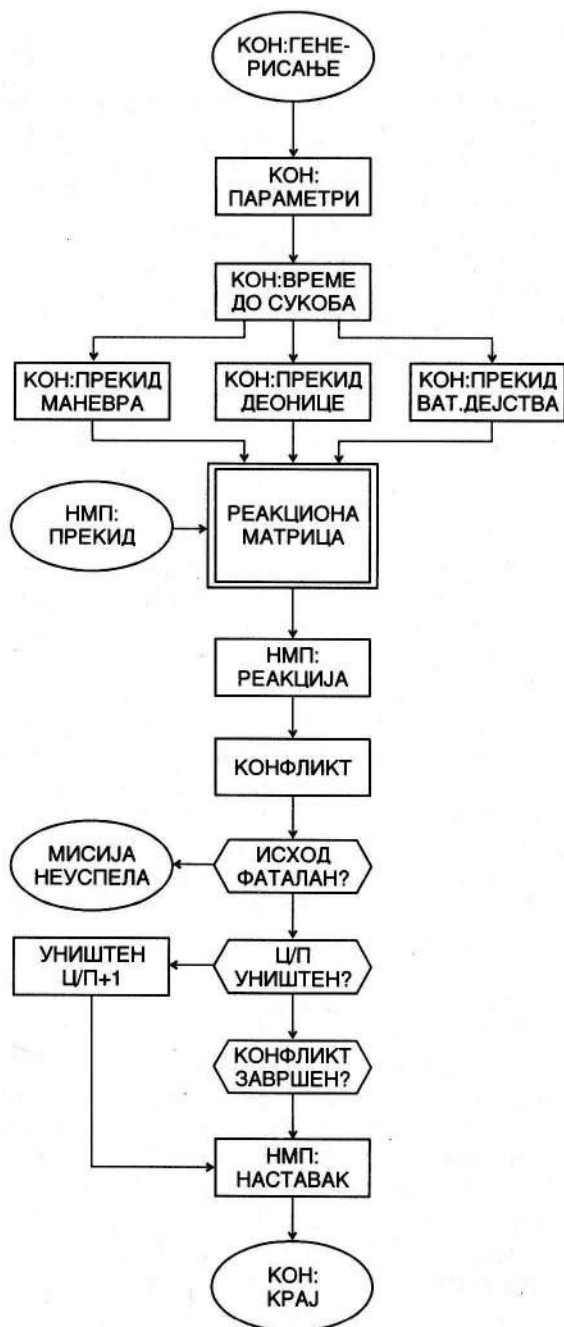 КОН:ГЕНЕ-
РИСАЊЕ
КОН:
ПАРАМЕТРИ
КОН:ВРЕМЕ
ДО СУКОБА
КОН:ПРЕКИД
МАНЕВРА
КОН:ПРЕКИД
ДЕОНИЦЕ
КОН:ПРЕКИД
ВАТ.ДЕЈСТВА
НМП:
ПРЕКИД
РЕАКЦИОНА
МАТРИЦА
НМП:
РЕАКЦИЈА
КОНФЛИКТ
МИСИЈА
НЕУСПЕЛА
ИСХОД
ФАТАЛАН?
УНИШТЕН
Ц/П+1
Ц/П
УНИШТЕН?
КОНФЛИКТ
ЗАВРШЕН?
НМП:
НАСТАВАК
КОН:
КРАЈ